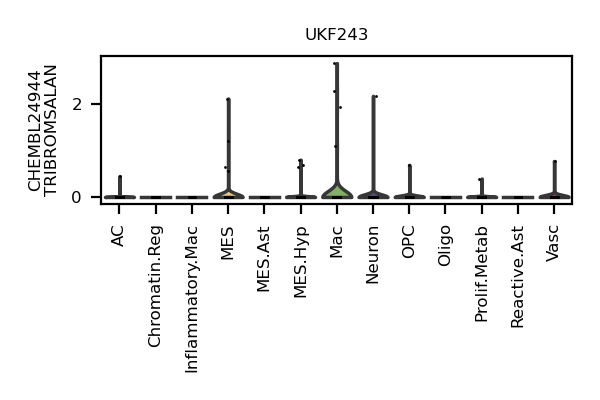 UKF243
CHEMBL24944
TRIBROMSALAN
2
0
AC
Chromatin.Reg
Inflammatory.Mac
MES
MES.Ast
MES.Hyp
Mac
Neuron
OPC
Oligo
Prolif.Metab
Reactive.Ast
Vasc